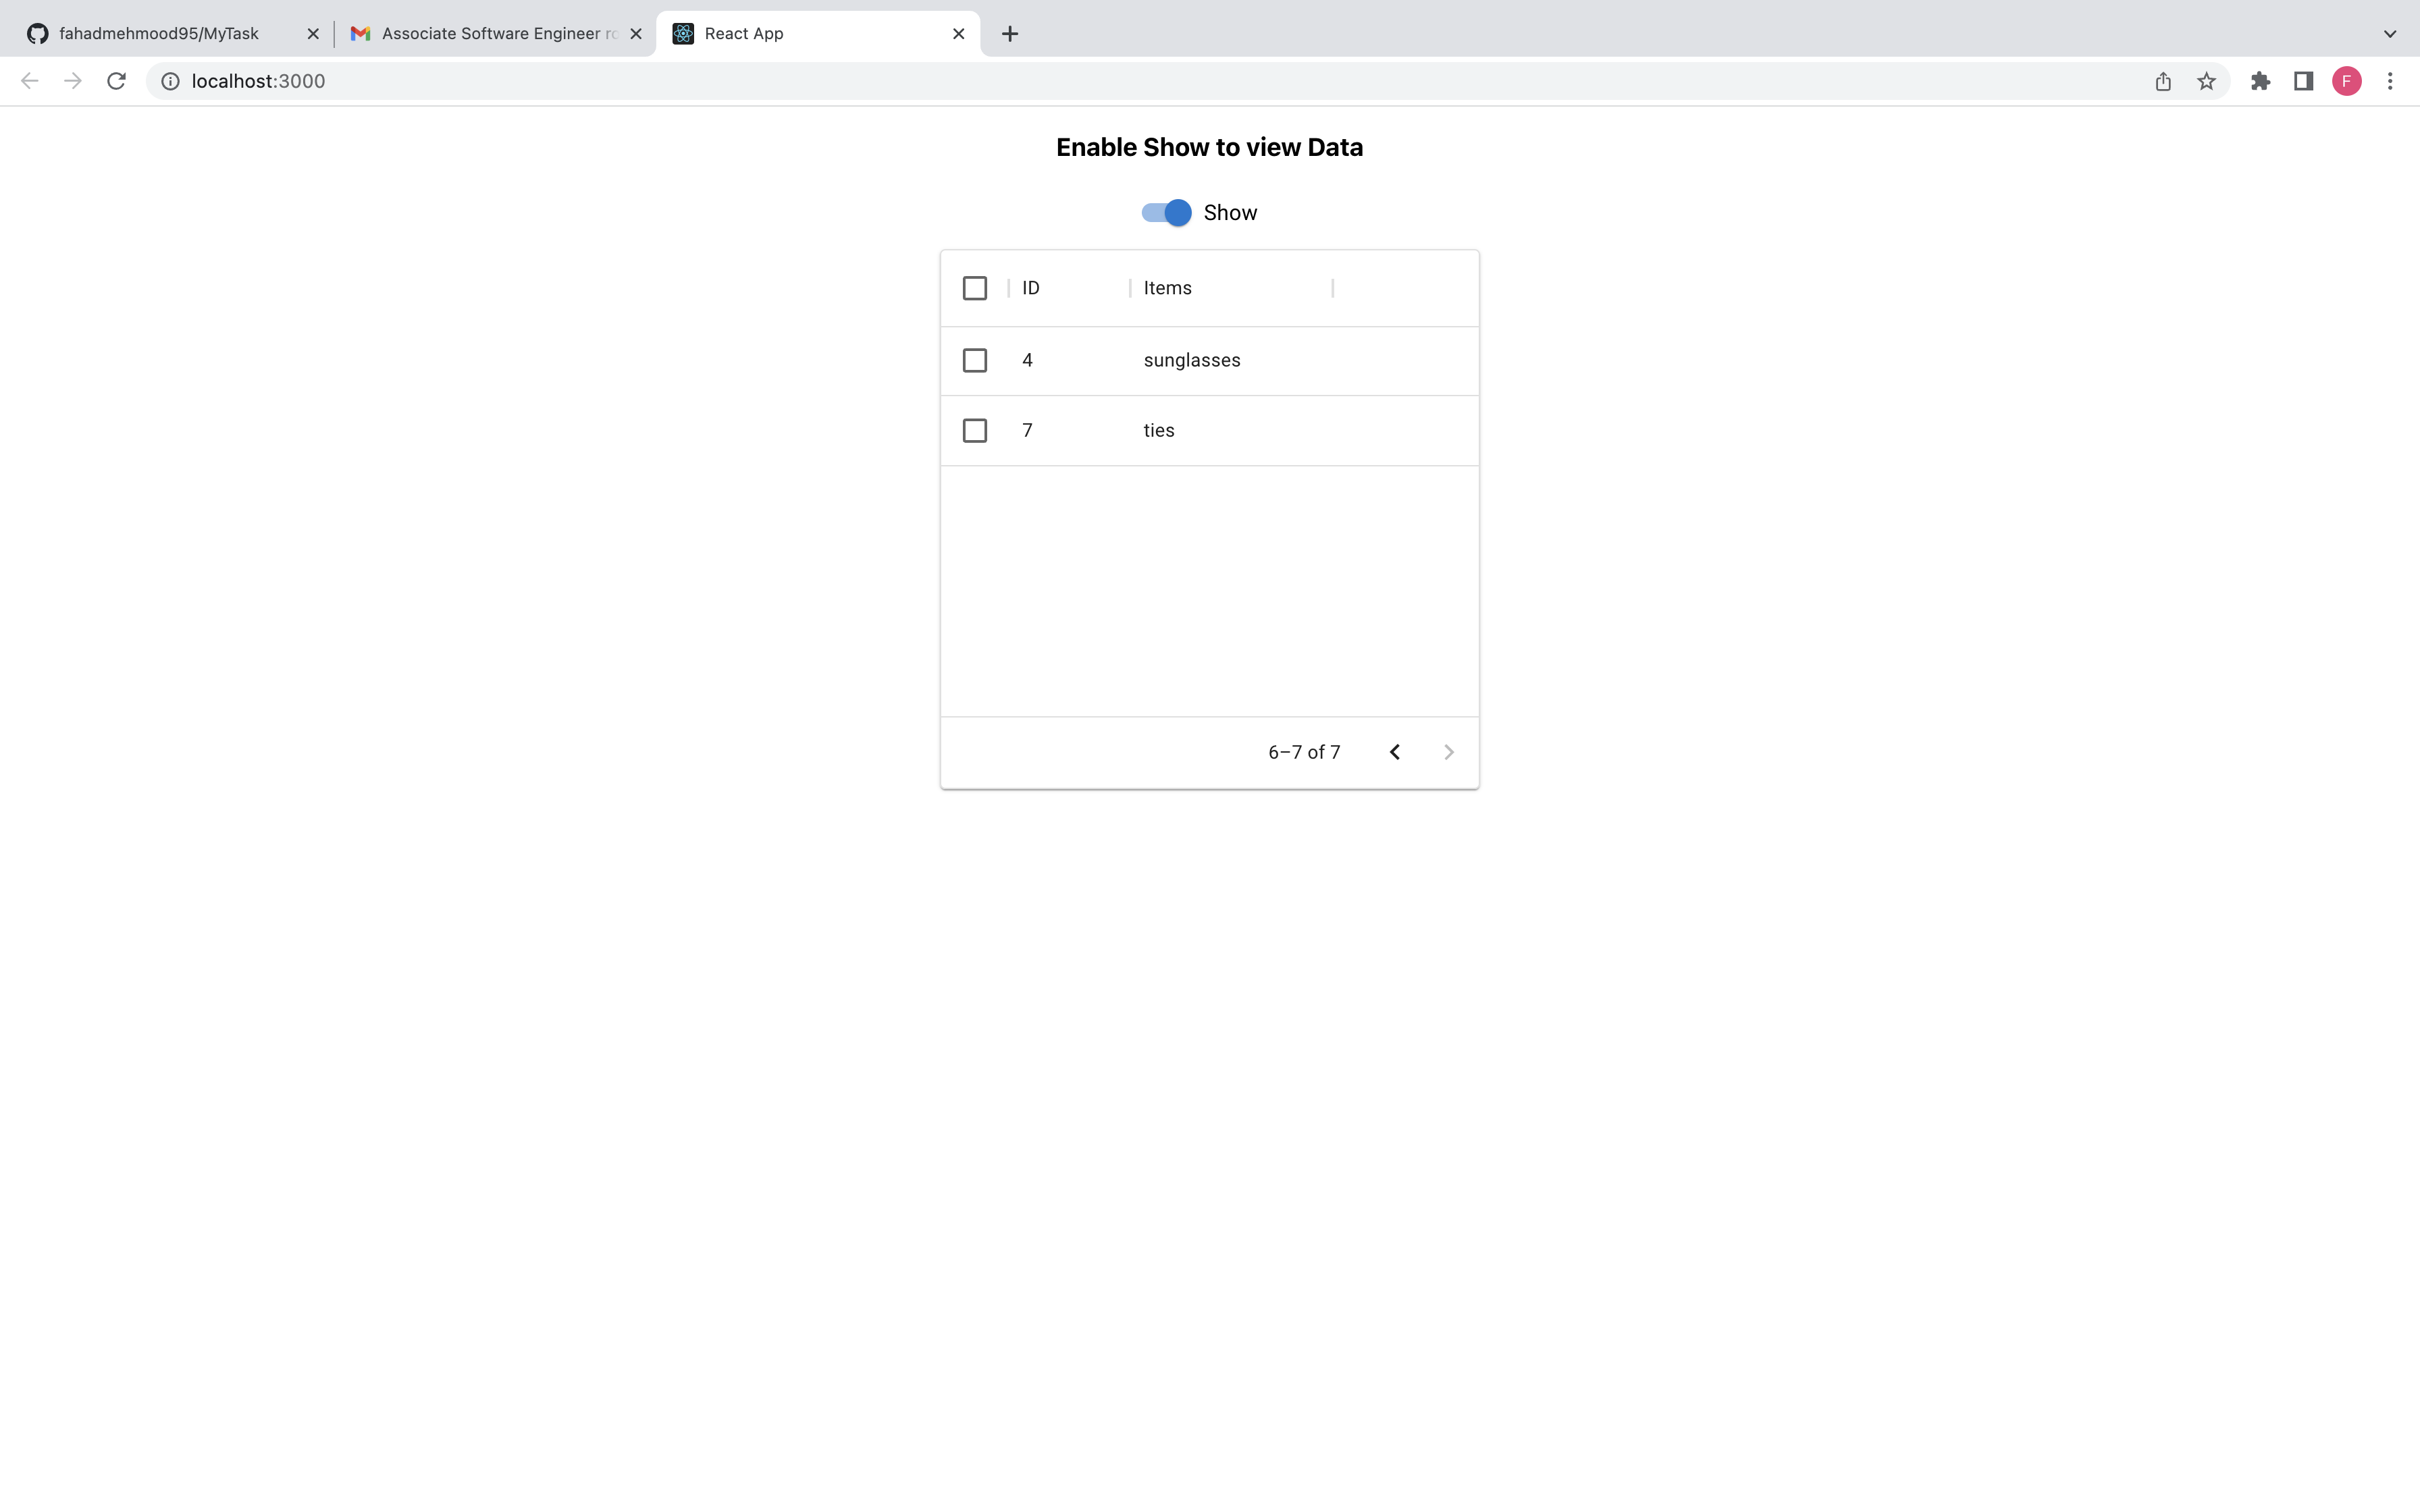 fahadmehmood95/MyTask
Associate Software Engineer ro
React App
localhost:3000
F
Enable Show to view Data
Show
ID Items
4 sunglasses
7 ties
6–7 of 7